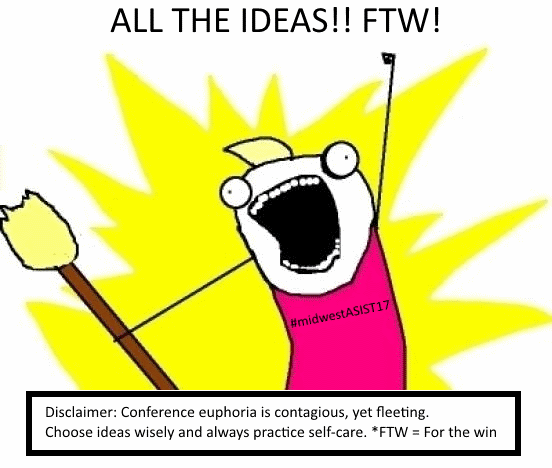 ALL THE IDEAS!! FTW!
#midwestASIST17
Disclaimer: Conference euphoria is contagious, yet fleeting.
Choose ideas wisely and always practice self-care. *FTW = For the win